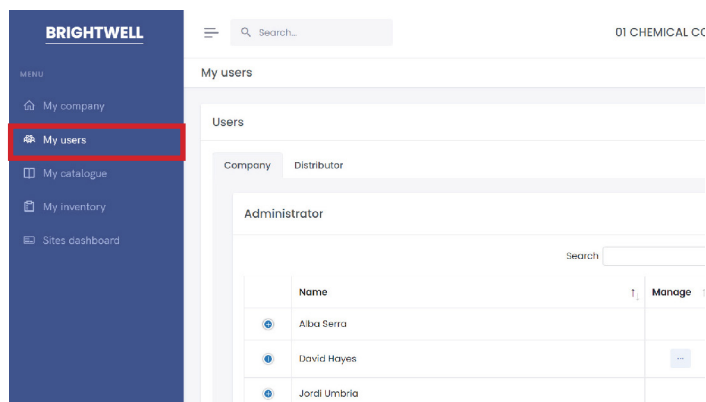 BRIGHTWELL
Search...
01 CHEMICAL CO
MENU
My users
My company
Users
My users
Company Distributor
My catalogue
My inventory
Administrator
Sites dashboard
Search
Name Manage
Alba Serra
David Hayes
...
Jordi Umbria